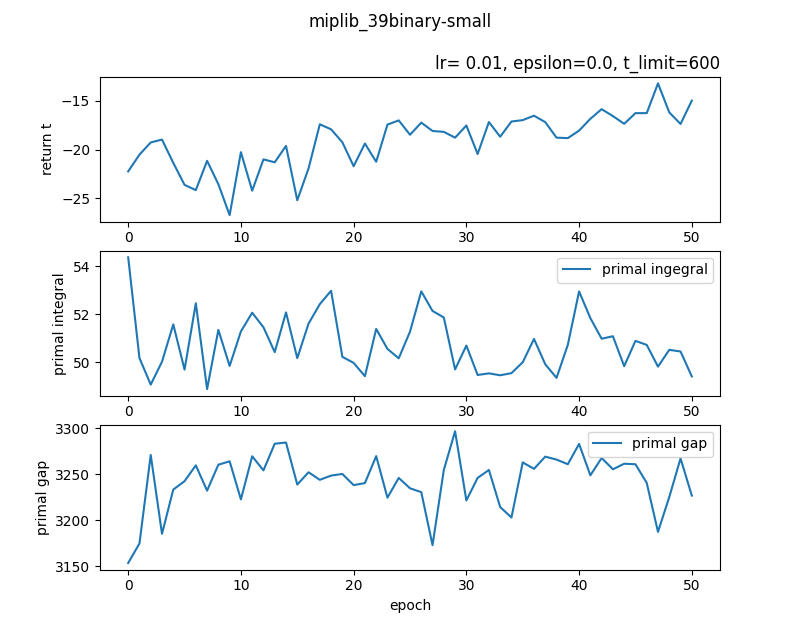 miplib_39binary-small
lr= 0.01, epsilon=0.0, t_limit=600
return t
−15
−20
−25
0 10 20 30 40 50
primal integral
54
52
50
primal ingegral
0 10 20 30 40 50
primal gap
3300
3250
3200
3150
primal gap
0 10 20 30 40 50
epoch